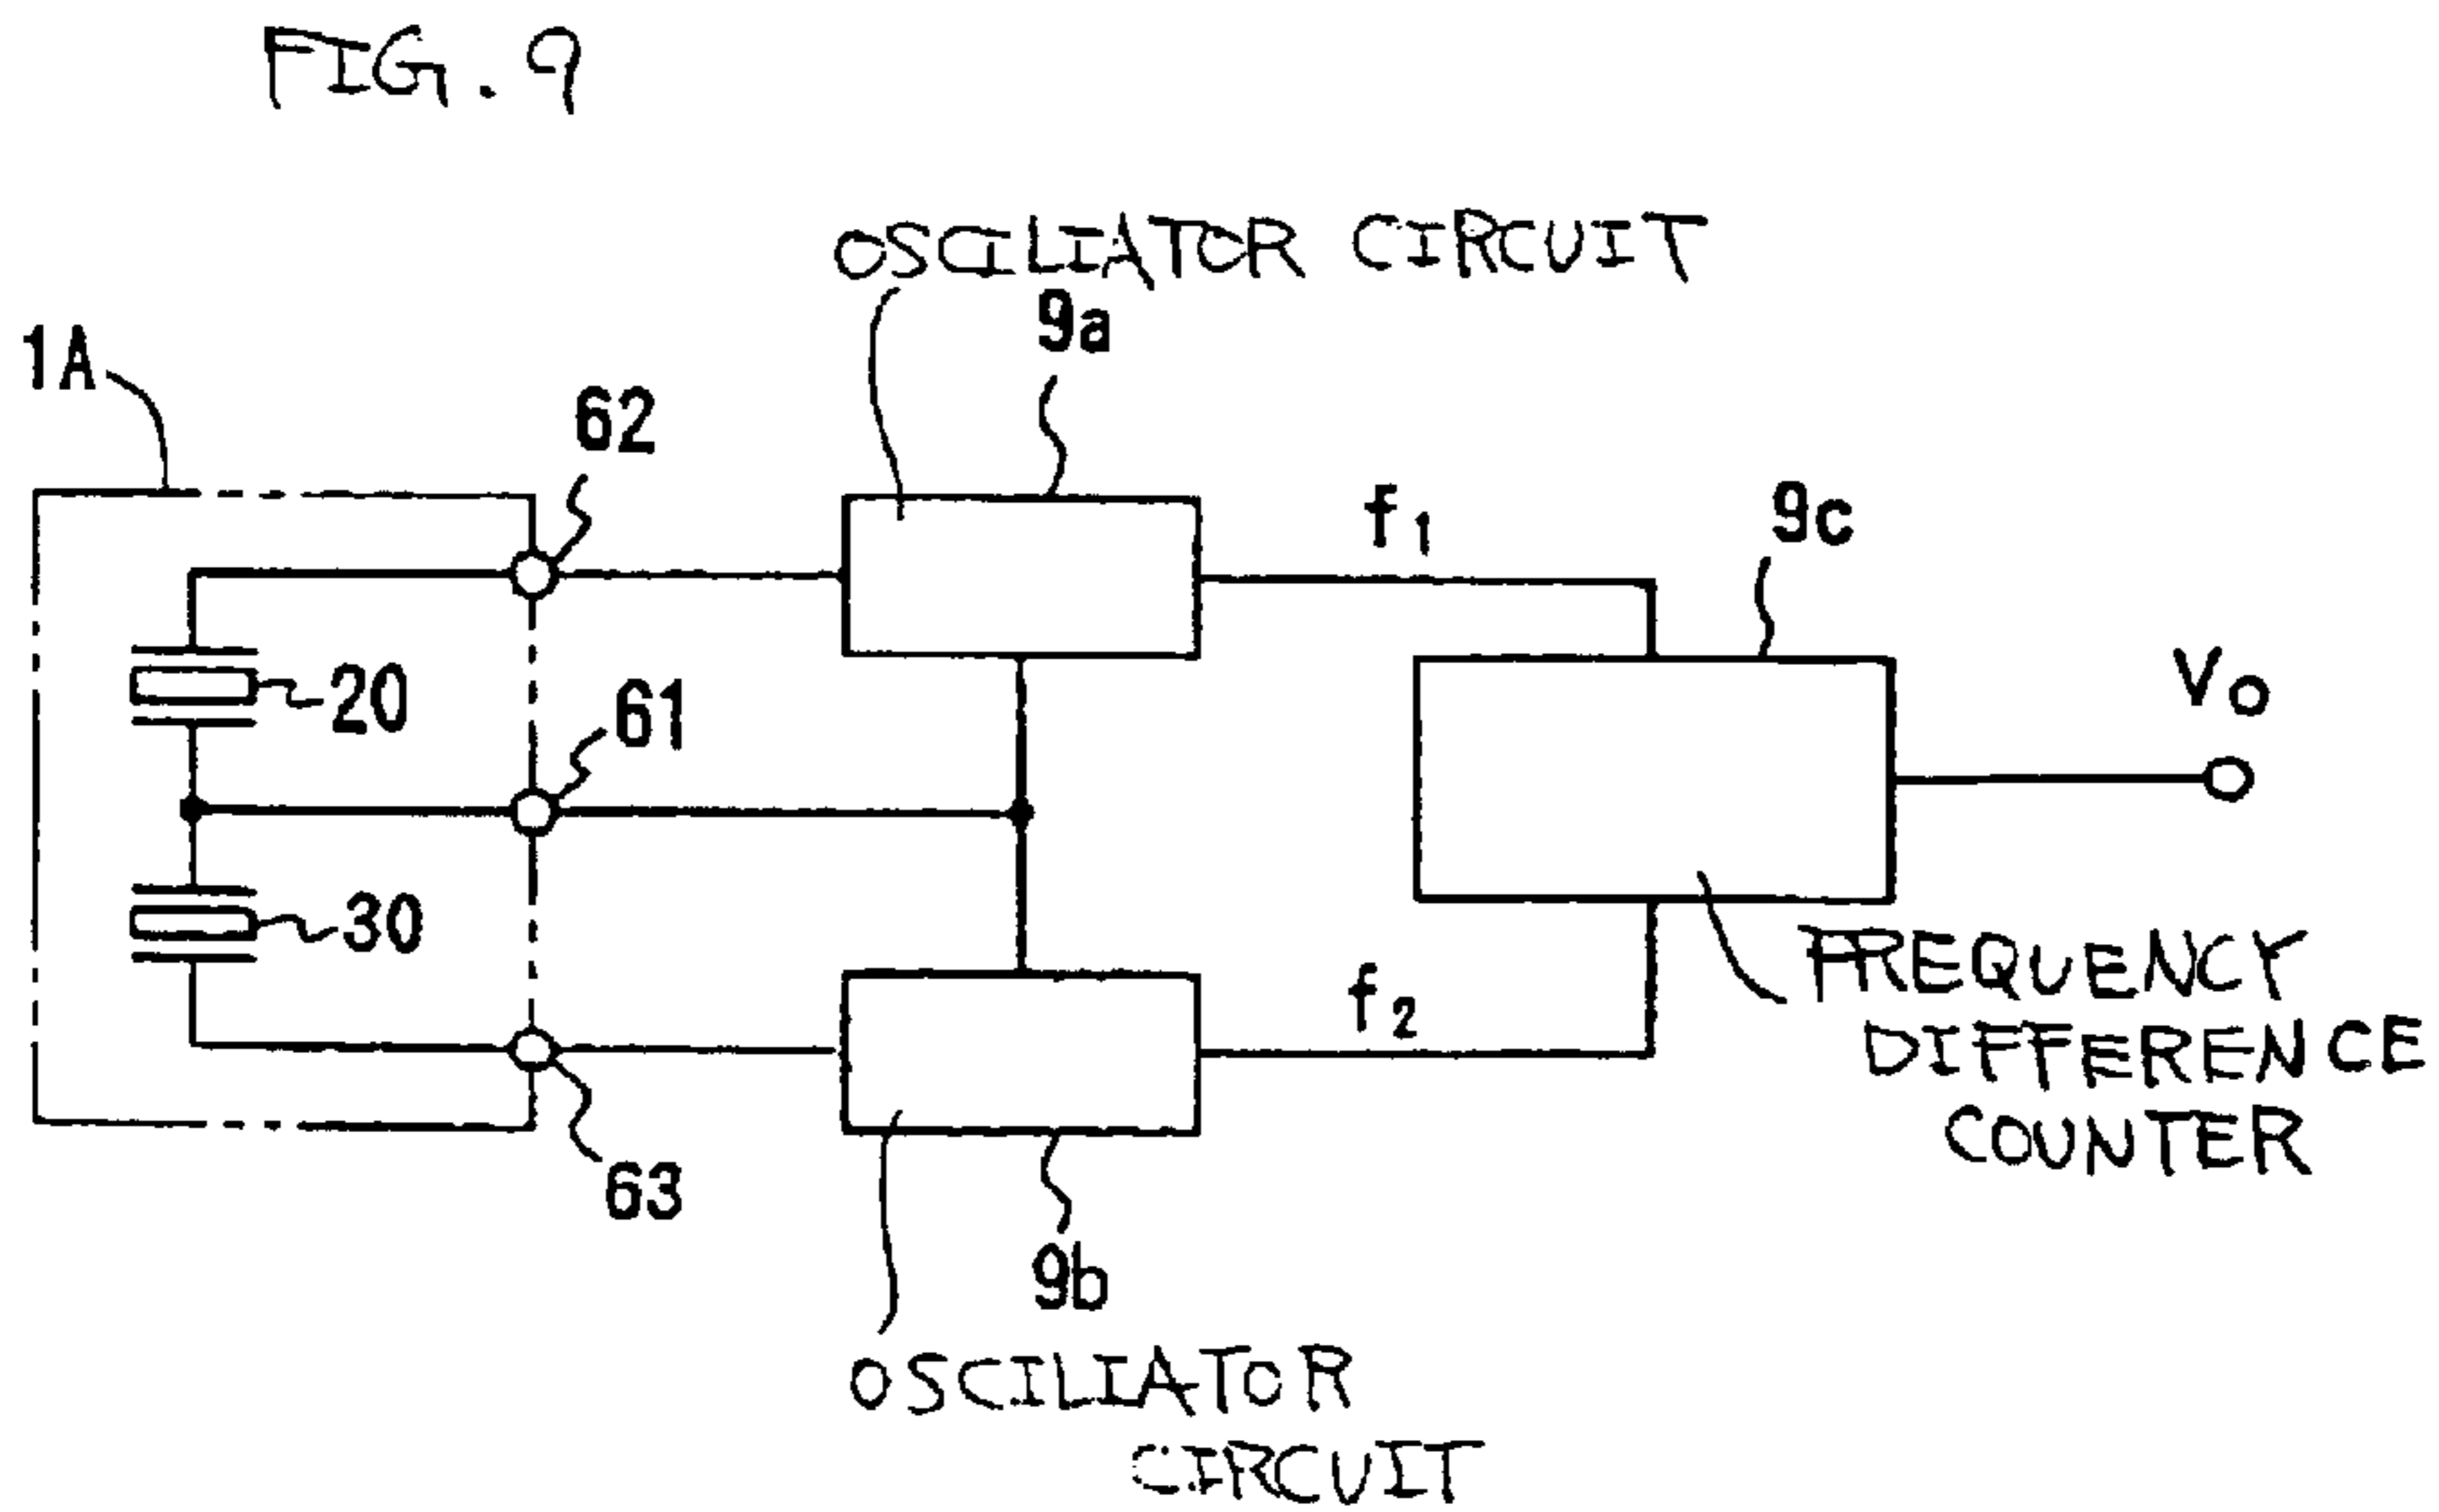 FIG. 9
OSCILIATOR CIRCUIT
9a
1A
62
f1
9c
20
61
Vo
30
FREQUENCY
DIFFERENCE
COUNTER
f2
63
9b
OSCILIATOR
CIRCUIT